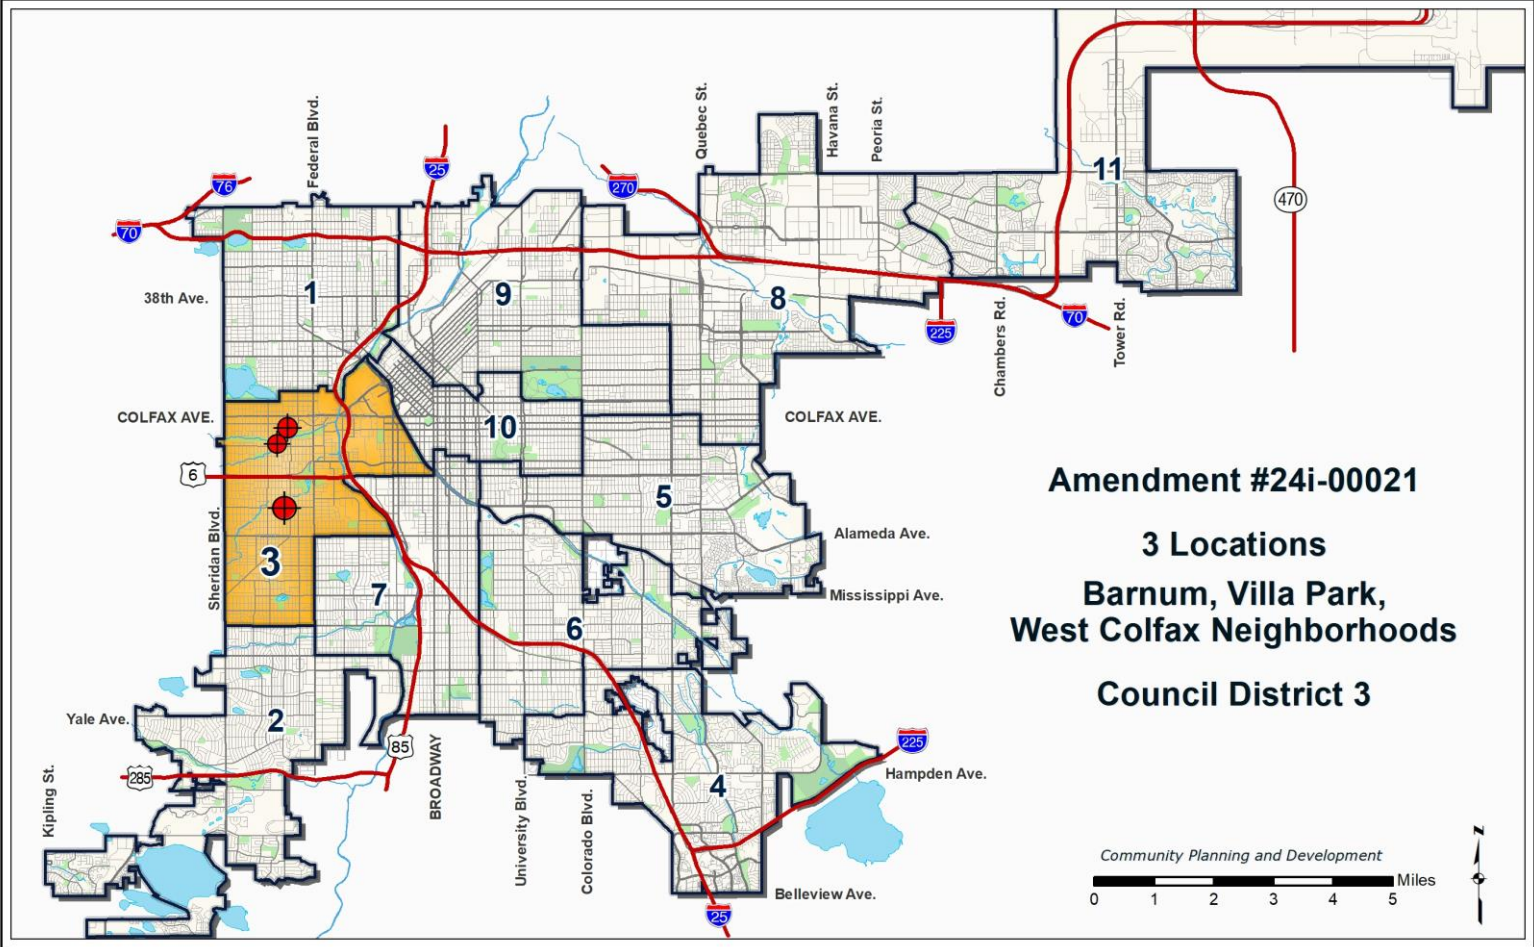 Federal Blvd.
Quebec St.
Havana St.
Peoria St.
76
25
270
11
70
470
38th Ave.
1
9
8
225
70
Chambers Rd.
Tower Rd.
COLFAX AVE.
COLFAX AVE.
10
6
5
Amendment #24i-00021
Sheridan Blvd.
Alameda Ave.
3 Locations
3
7
Mississippi Ave.
Barnum, Villa Park,
6
West Colfax Neighborhoods
Council District 3
Yale Ave.
2
85
225
285
BROADWAY
Hampden Ave.
Kipling St.
University Blvd.
Colorado Blvd.
4
Community Planning and Development
Miles
0 1 2 3 4 5
Belleview Ave.
25
N